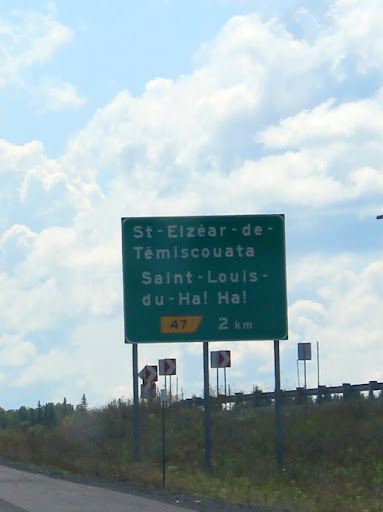 St-Elzéar-de-
Témiscouata
Saint-Louis-
du-Ha! Ha!
47 2 km